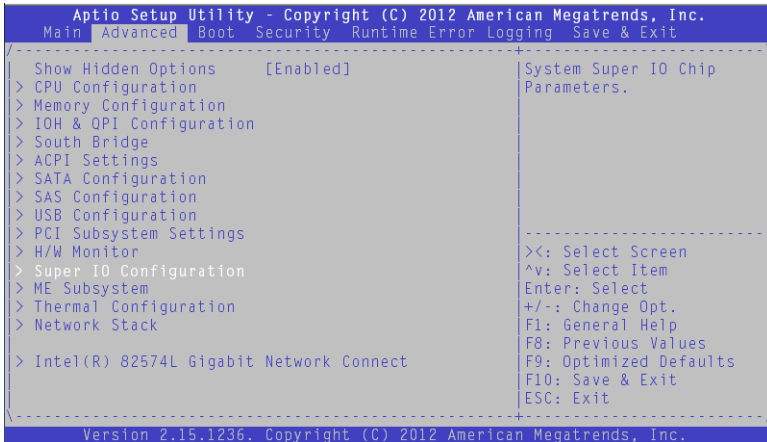 Aptio Setup Utility - Copyright (C) 2012 American Megatrends, Inc.
Main Advanced Boot Security Runtime Error Logging Save & Exit
Show Hidden Options [Enabled]
> CPU Configuration
> Memory Configuration
> IOH & QPI Configuration
> South Bridge
> ACPI Settings
> SATA Configuration
> SAS Configuration
> USB Configuration
> PCI Subsystem Settings
> H/W Monitor
> Super IO Configuration
> ME Subsystem
> Thermal Configuration
> Network Stack
> Intel(R) 82574L Gigabit Network Connect
System Super IO Chip
Parameters.
><: Select Screen
^v: Select Item
Enter: Select
+/-: Change Opt.
F1: General Help
F8: Previous Values
F9: Optimized Defaults
F10: Save & Exit
ESC: Exit
Version 2.15.1236. Copyright (C) 2012 American Megatrends, Inc.